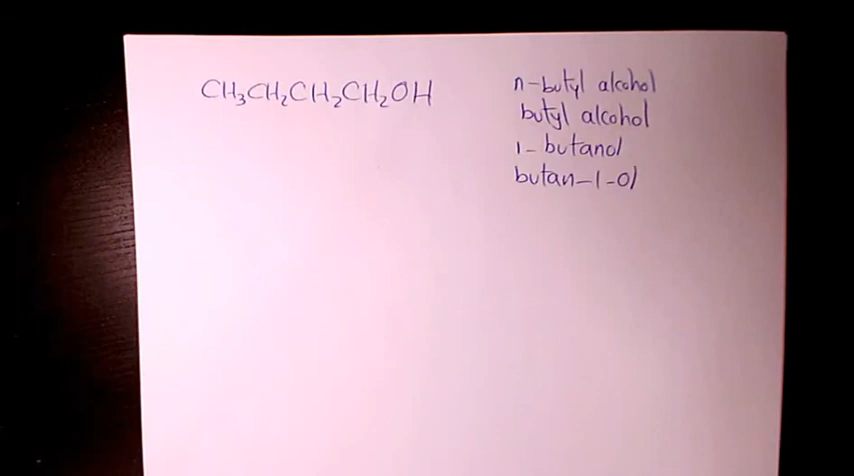 CH₃CH₂CH₂CH₂OH
n-butyl alcohol
butyl alcohol
1-butanol
butan-1-ol